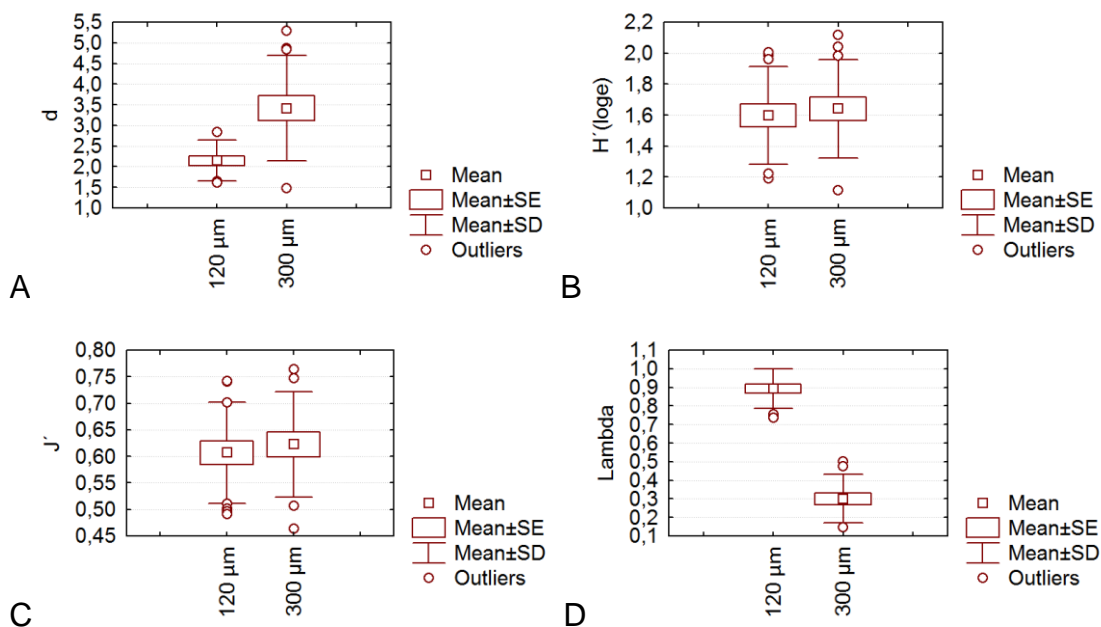 5,5
5,0
4,5
4,0
3,5
3,0
2,5
2,0
1,5
1,0
d
120 µm
300 µm
Mean
Mean±SE
Mean±SD
Outliers
A
2,2
2,0
1,8
1,6
1,4
1,2
1,0
H´(loge)
120 µm
300 µm
Mean
Mean±SE
Mean±SD
Outliers
B
0,80
0,75
0,70
0,65
0,60
0,55
0,50
0,45
J´
120 µm
300 µm
Mean
Mean±SE
Mean±SD
Outliers
C
1,1
1,0
0,9
0,8
0,7
0,6
0,5
0,4
0,3
0,2
0,1
Lambda
120 µm
300 µm
Mean
Mean±SE
Mean±SD
Outliers
D